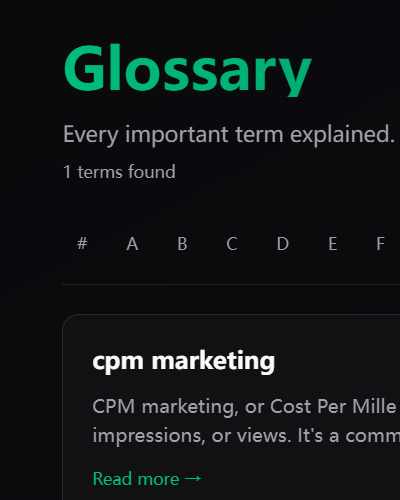 Glossary
Every important term explained.
1 terms found
# A B C D E F
cpm marketing
CPM marketing, or Cost Per Mille
impressions, or views. It's a comm
Read more →